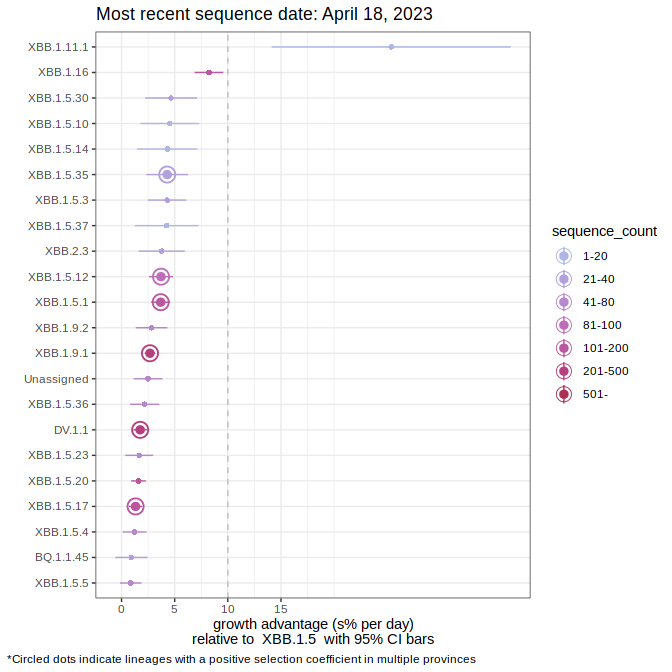 Most recent sequence date: April 18, 2023
XBB.1.11.1
XBB.1.16
XBB.1.5.30
XBB.1.5.10
XBB.1.5.14
XBB.1.5.35
XBB.1.5.3
XBB.1.5.37
XBB.2.3
XBB.1.5.12
XBB.1.5.1
XBB.1.9.2
XBB.1.9.1
Unassigned
XBB.1.5.36
DV.1.1
XBB.1.5.23
XBB.1.5.20
XBB.1.5.17
XBB.1.5.4
BQ.1.1.45
XBB.1.5.5
0 5 10 15
growth advantage (s% per day)
relative to XBB.1.5 with 95% CI bars
sequence_count
1-20
21-40
41-80
81-100
101-200
201-500
501-
*Circled dots indicate lineages with a positive selection coefficient in multiple provinces